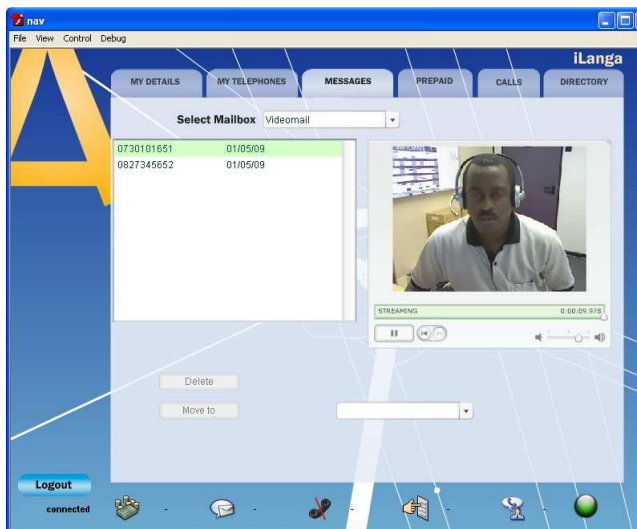 nav
File View Control Debug
iLanga
MY DETAILS MY TELEPHONES MESSAGES PREPAID CALLS DIRECTORY
Select Mailbox Videomail
0730101651 01/05/09
0827345652 01/05/09
STREAMING 0:00:09.978
Delete
Move to
Logout
connected - - - - -